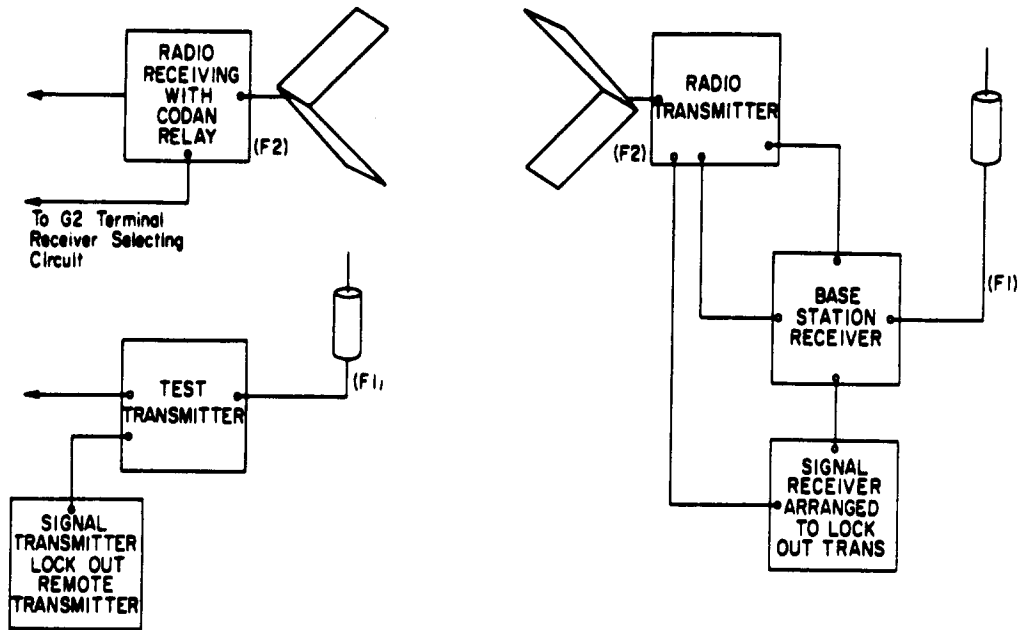 RADIO
RECEIVING
WITH
CODAN
RELAY
(F2)
To G2 Terminal
Receiver Selecting
Circuit
(F1)
TEST
TRANSMITTER
SIGNAL
TRANSMITTER
LOCK OUT
REMOTE
TRANSMITTER
RADIO
TRANSMITTER
(F2)
(F1)
BASE
STATION
RECEIVER
SIGNAL
RECEIVER
ARRANGED
TO LOCK
OUT TRANS